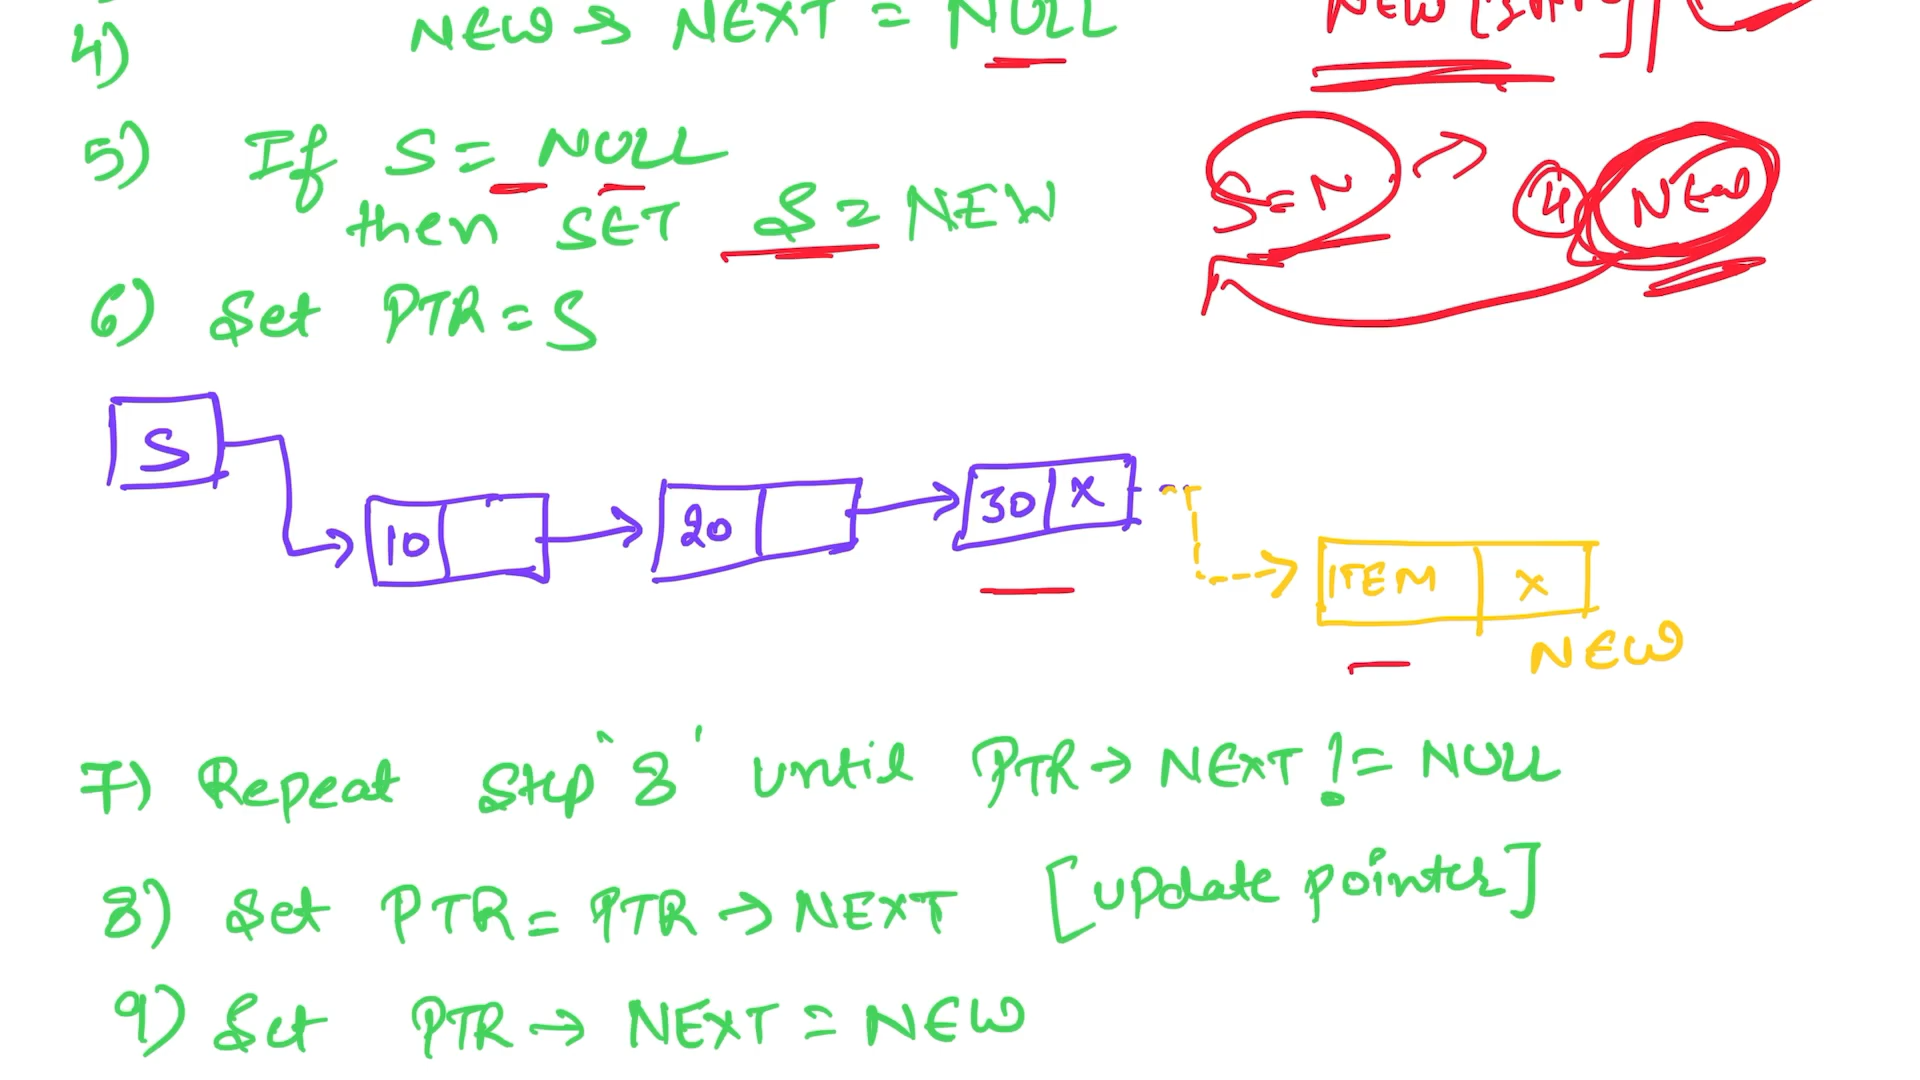 4) NEW → NEXT = NULL
NEW
5) If S = NULL
then SET S = NEW
S = N
4 New
6) Set PTR = S
S
10
20
30 X
ITEM X
NEW
7) Repeat Step '8' until PTR → NEXT != NULL
8) Set PTR = PTR → NEXT [update pointer]
9) Set PTR → NEXT = NEW